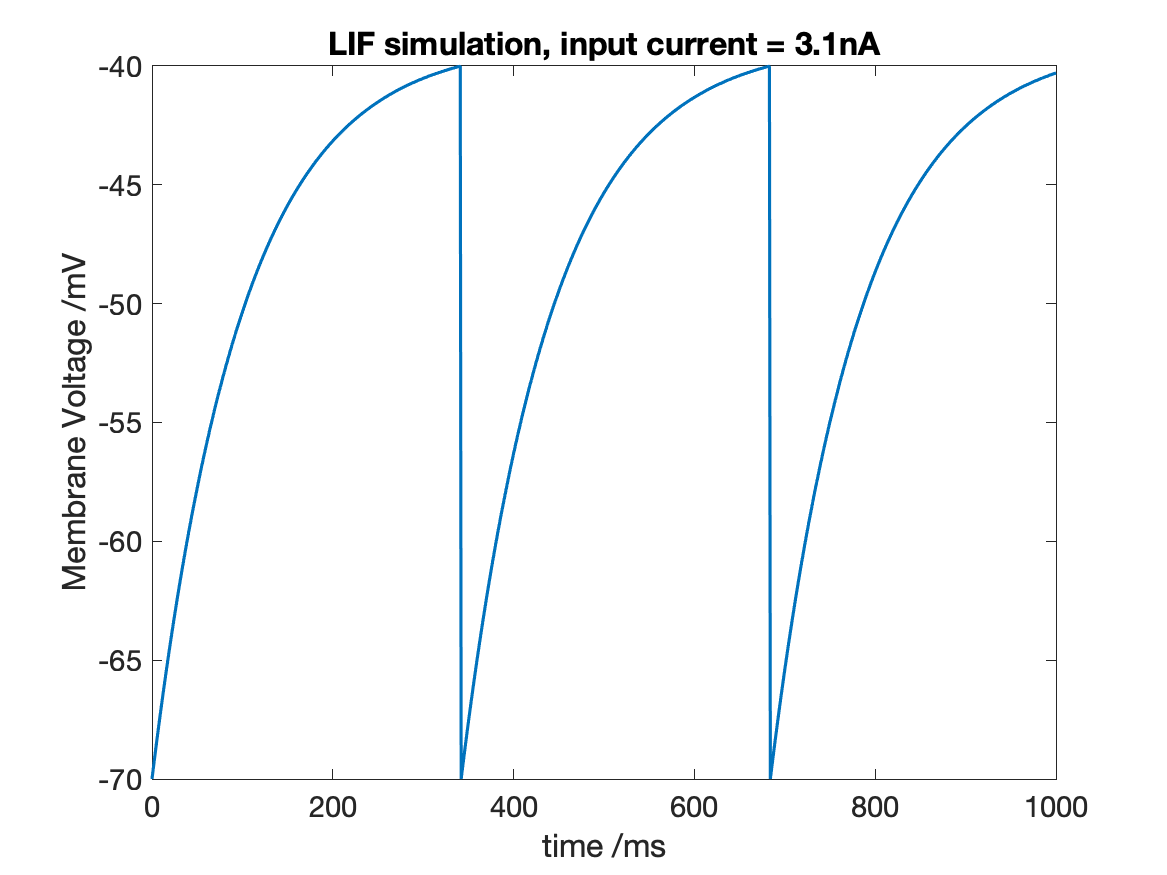 LIF simulation, input current = 3.1nA
-40
-45
-50
-55
-60
-65
-70
Membrane Voltage /mV
0 200 400 600 800 1000
time /ms